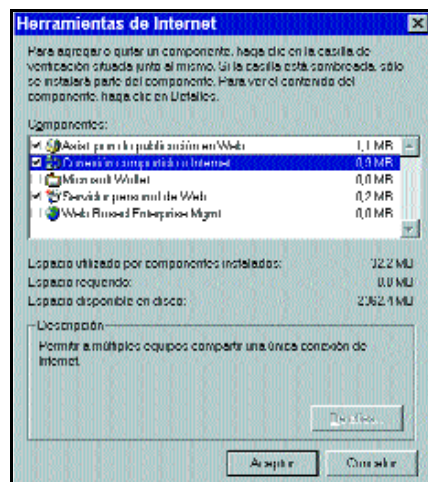 Herramientas de Internet
Para agregar o quitar un componente, haga clic en la casilla de
verificación situada junto al mismo. Si la casilla está sombreada, sólo
se instalará parte del componente. Para ver el contenido del
componente, haga clic en Detalles.
Componentes:
Asist. para la publicación en Web 1,1 MB
Conexión compartida a Internet 0,9 MB
Microsoft Wallet 0,0 MB
Servidor personal de Web 0,2 MB
Web Based Enterprise Mgmt 0,0 MB
Espacio utilizado por componentes instalados: 32.2 MB
Espacio requerido: 0.0 MB
Espacio disponible en disco: 2362.4 MB
Descripción
Permitir a múltiples equipos compartir una única conexión de
Internet.
Detalles...
Aceptar Cancelar